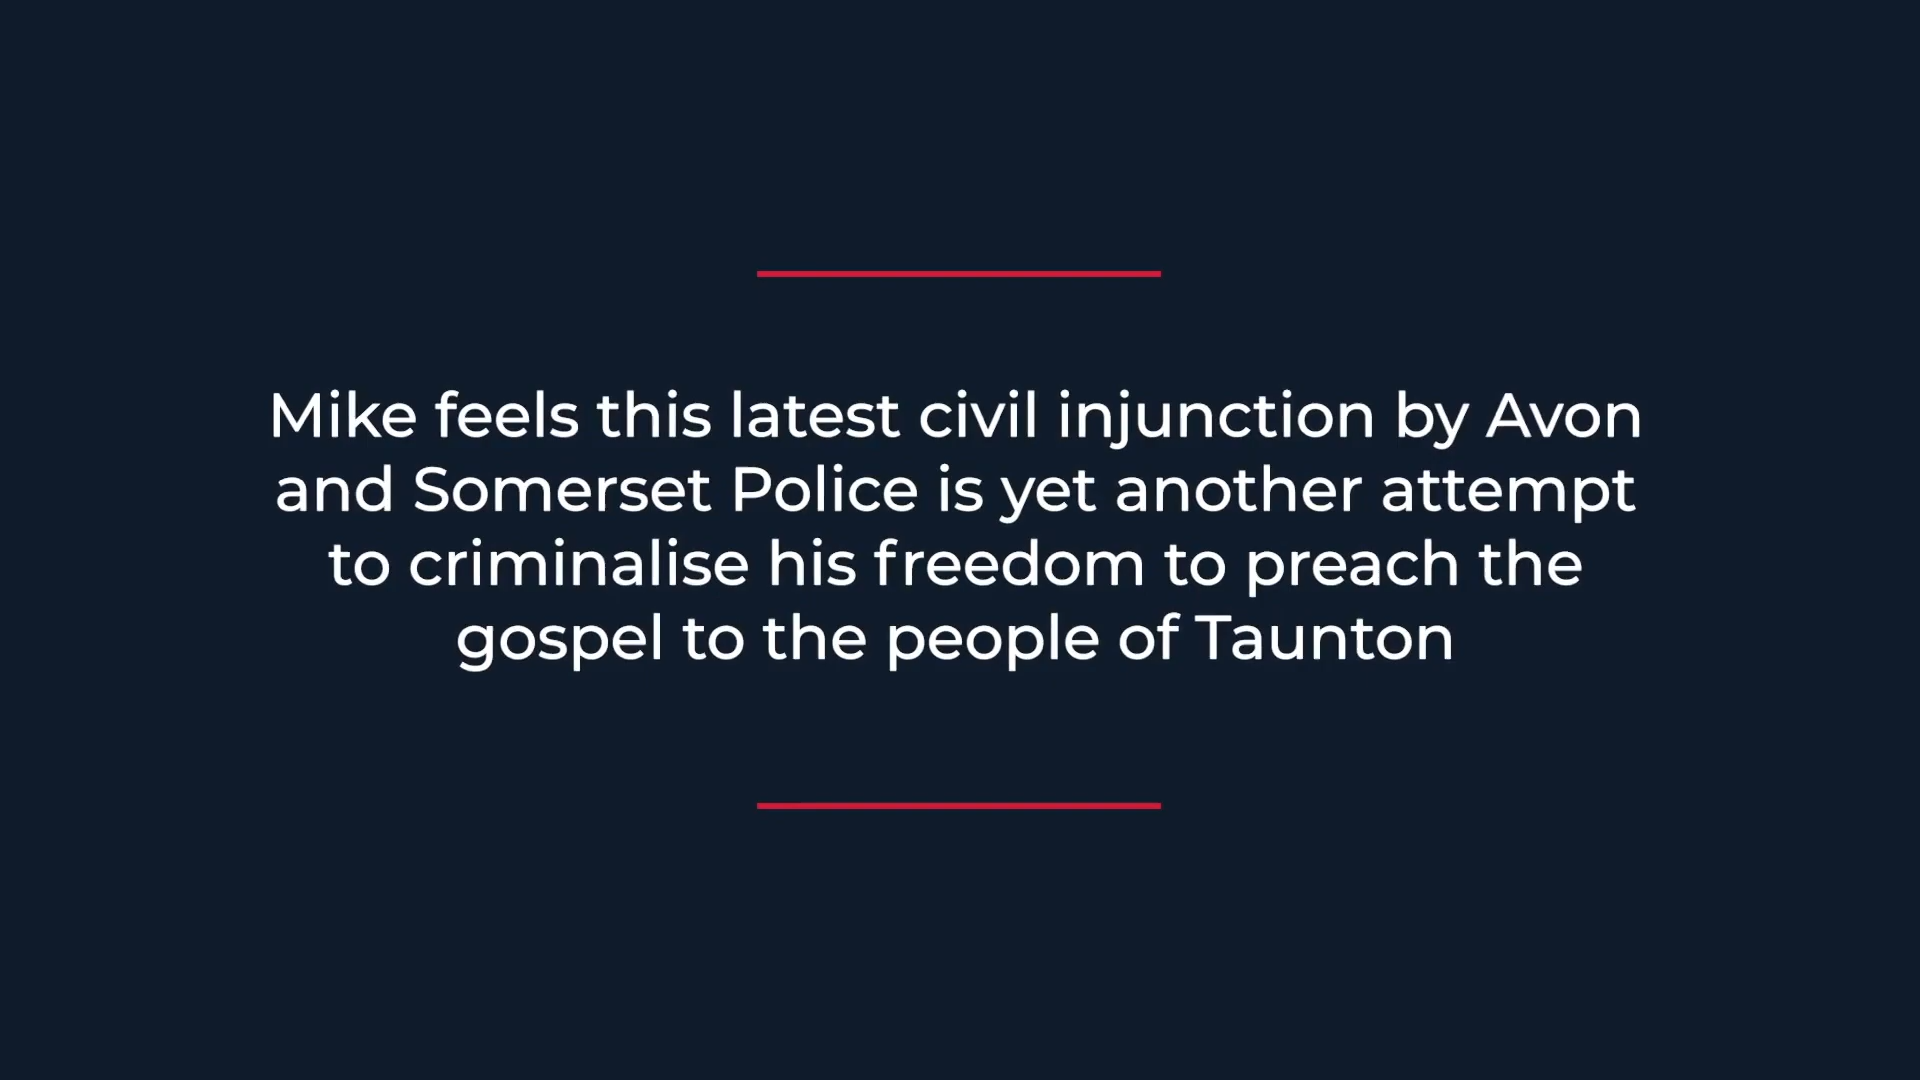 Mike feels this latest civil injunction by Avon
and Somerset Police is yet another attempt
to criminalise his freedom to preach the
gospel to the people of Taunton